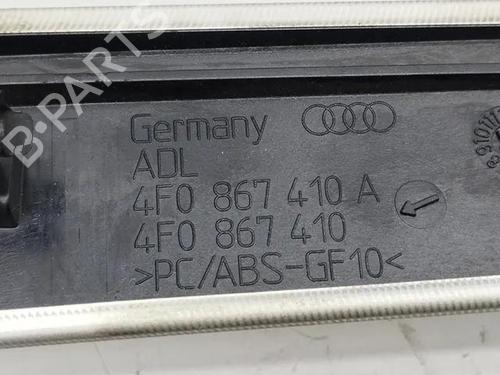 B-PARTS
Germany
ADL
4F0 867 410 A
4F0 867 410
>PC/ABS-GF10<